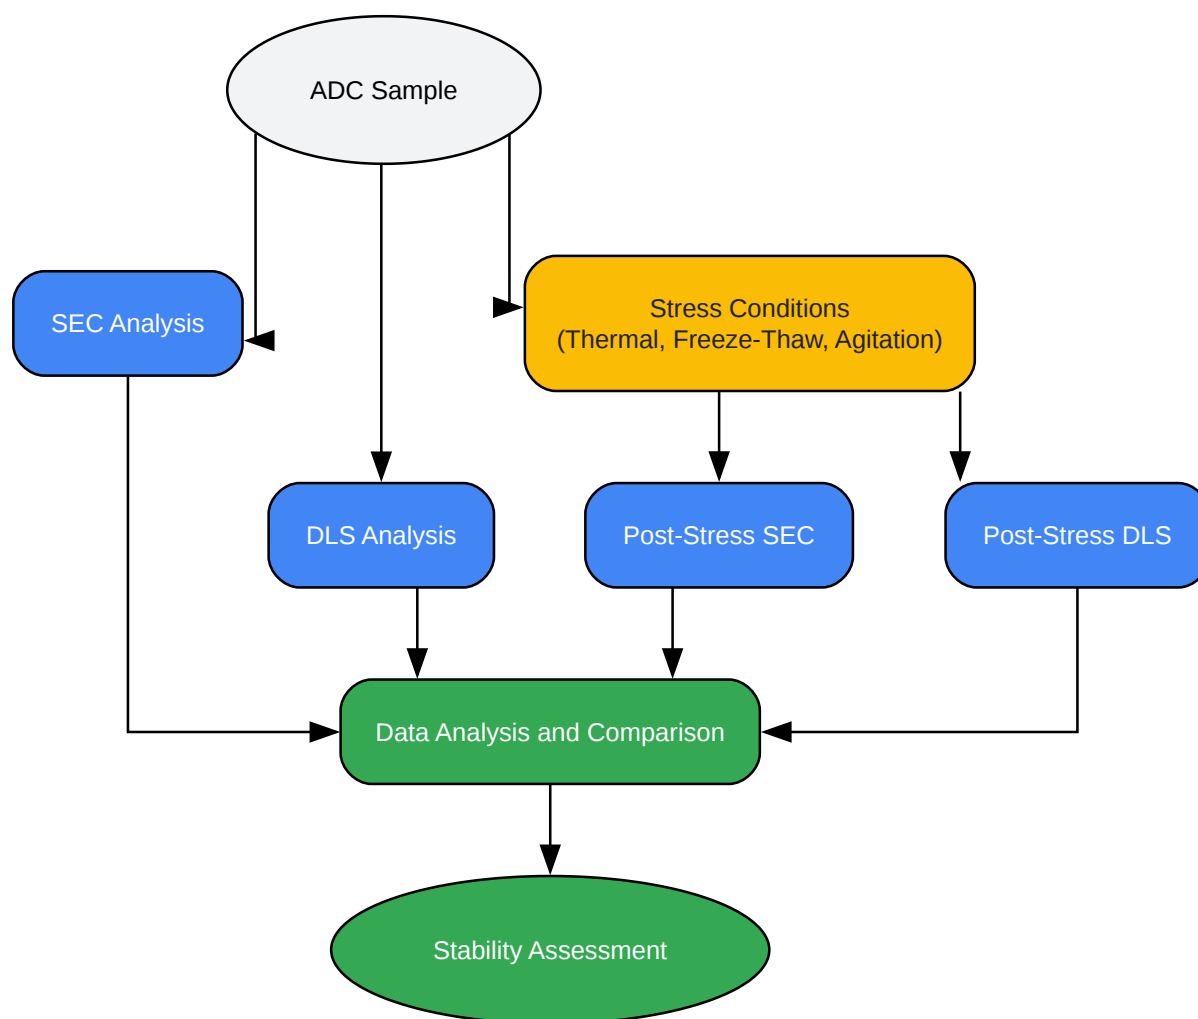 ADC Sample
SEC Analysis
Stress Conditions
(Thermal, Freeze-Thaw, Agitation)
DLS Analysis
Post-Stress SEC
Post-Stress DLS
Data Analysis and Comparison
Stability Assessment